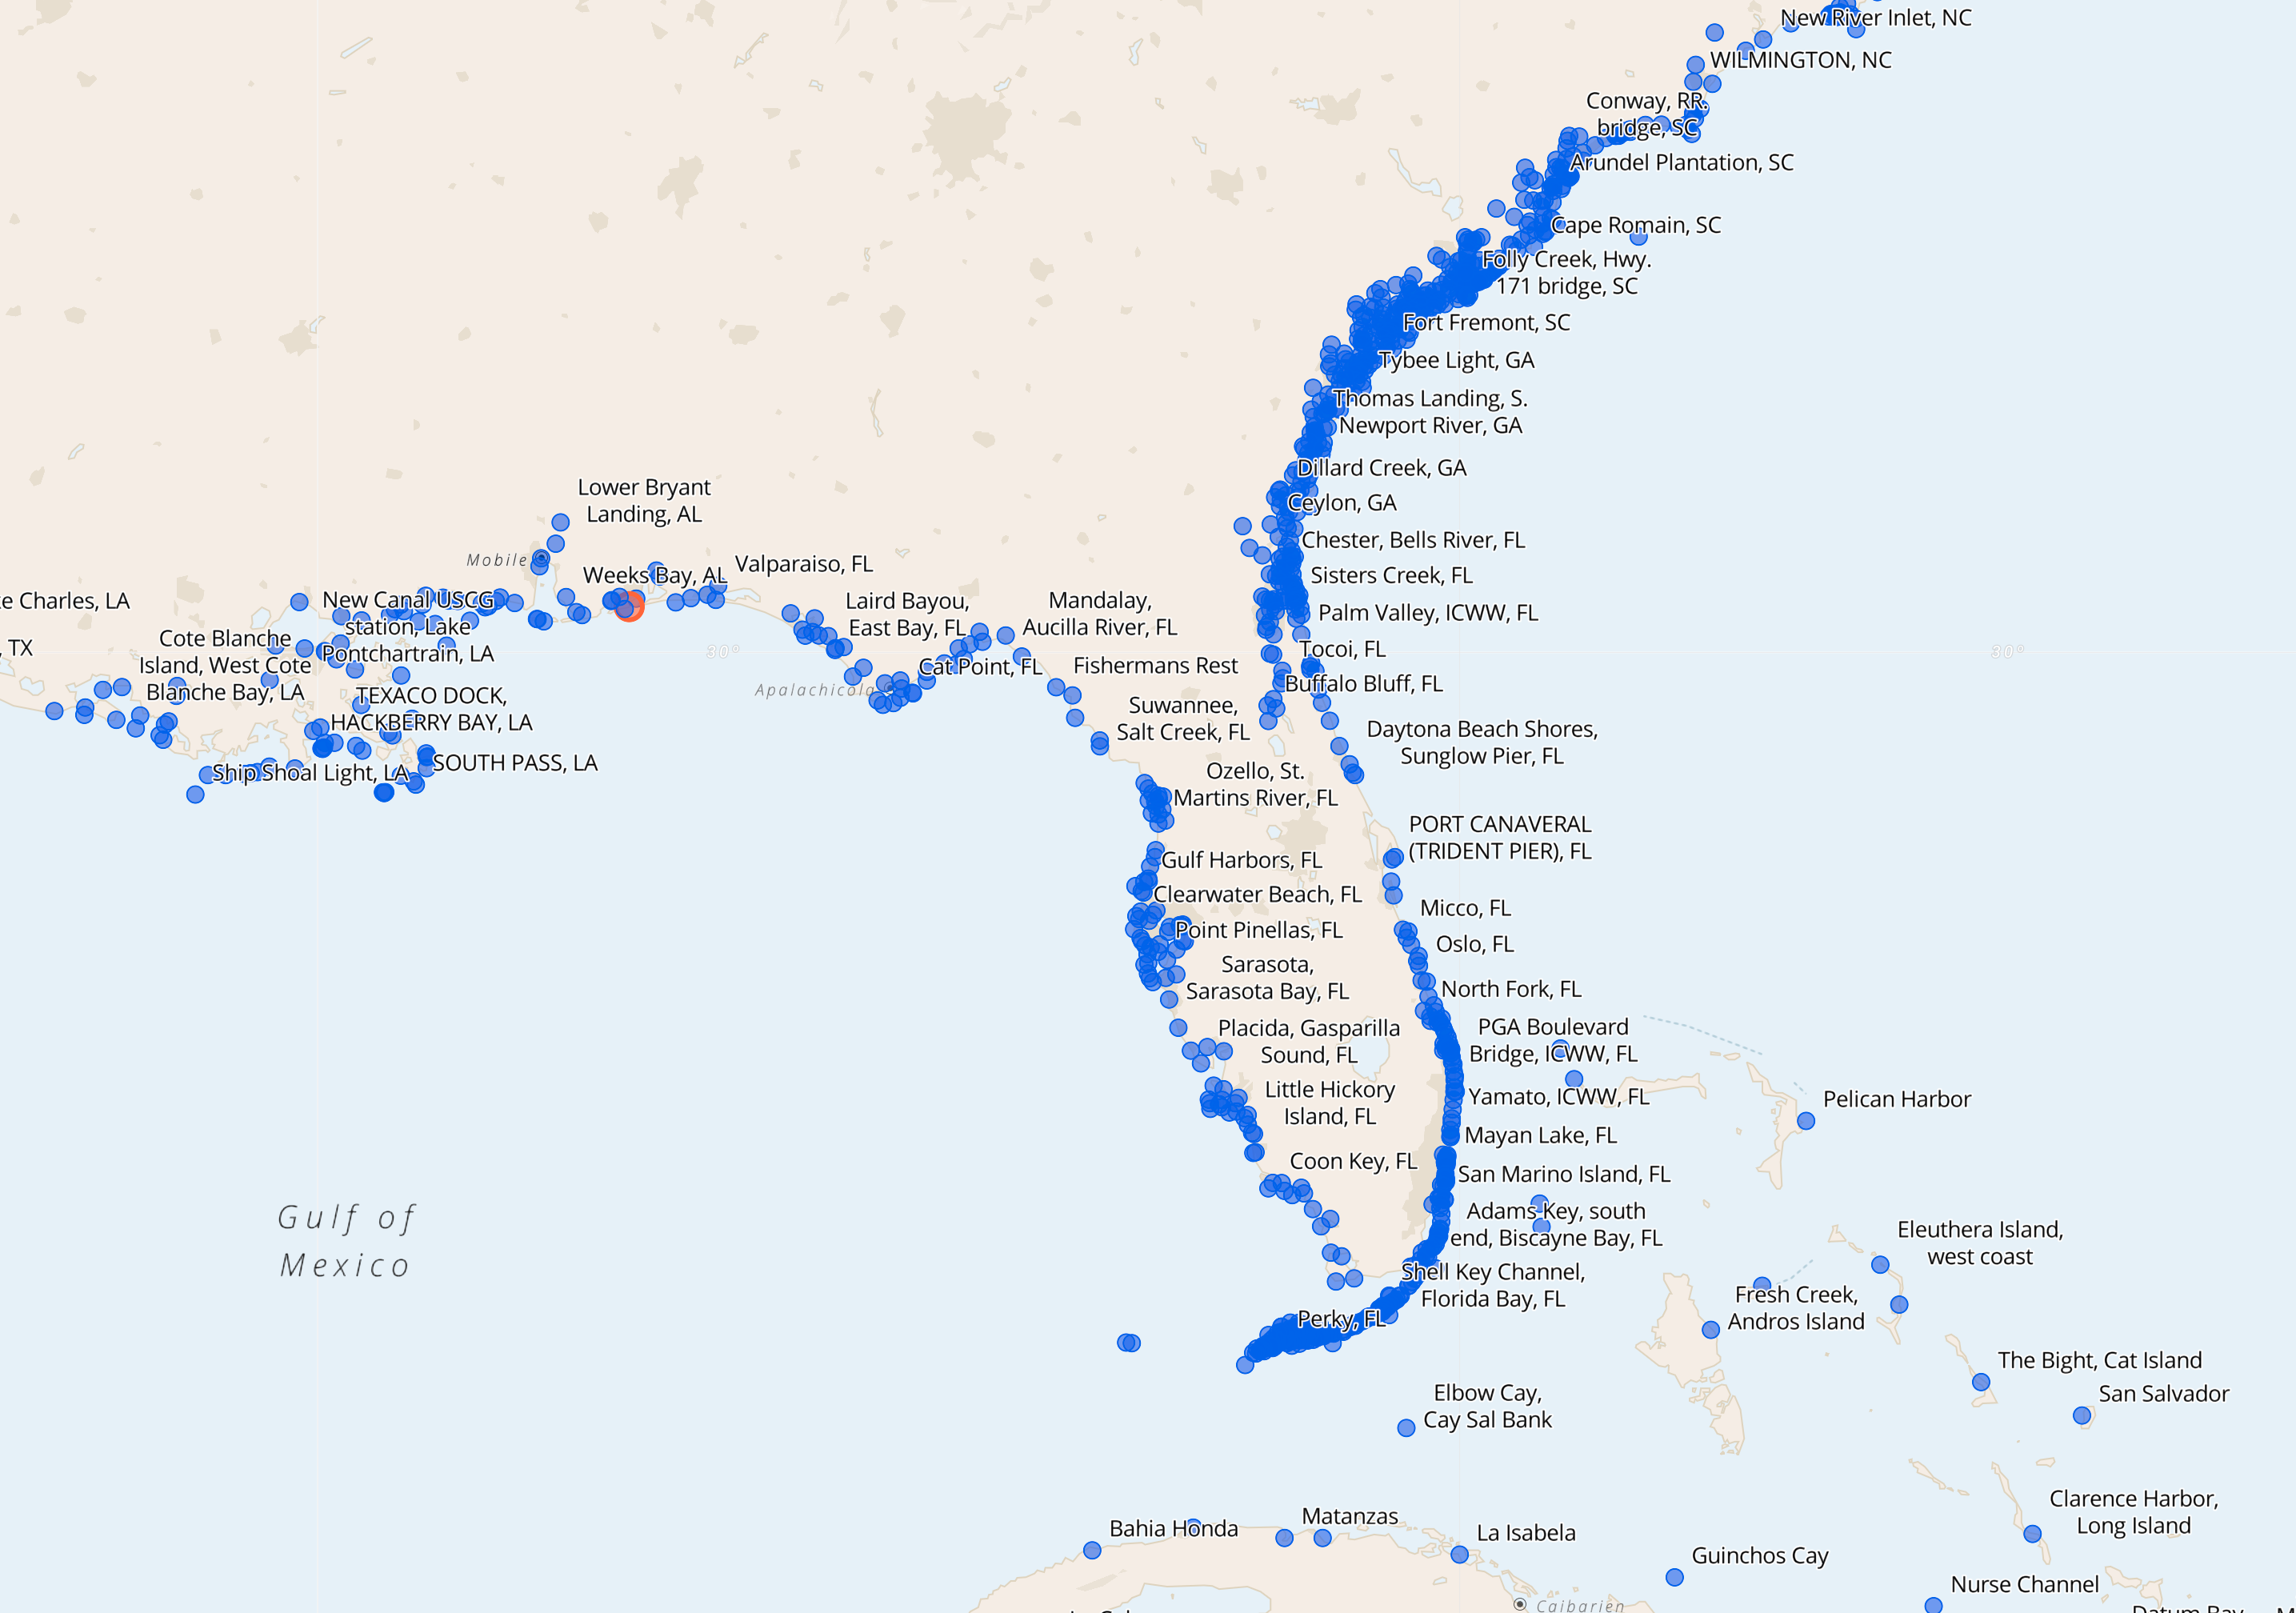 New River Inlet, NC
WILMINGTON, NC
Conway, RR.
bridge, SC
Arundel Plantation, SC
Cape Romain, SC
Folly Creek, Hwy.
171 bridge, SC
Fort Fremont, SC
Tybee Light, GA
Thomas Landing, S.
Newport River, GA
Dillard Creek, GA
Ceylon, GA
Chester, Bells River, FL
Sisters Creek, FL
Palm Valley, ICWW, FL
Tocoi, FL
Buffalo Bluff, FL
Daytona Beach Shores,
Sunglow Pier, FL
Lower Bryant
Landing, AL
Mobile
Weeks Bay, AL
Valparaiso, FL
Charles, LA
, TX
New Canal USCG
station, Lake
Pontchartrain, LA
Cote Blanche
Island, West Cote
Blanche Bay, LA
TEXACO DOCK,
HACKBERRY BAY, LA
SOUTH PASS, LA
Ship Shoal Light, LA
30°
30°
Laird Bayou,
East Bay, FL
Mandalay,
Aucilla River, FL
Cat Point, FL
Apalachicola
Fishermans Rest
Suwannee,
Salt Creek, FL
Ozello, St.
Martins River, FL
PORT CANAVERAL
(TRIDENT PIER), FL
Gulf Harbors, FL
Clearwater Beach, FL
Micco, FL
Point Pinellas, FL
Oslo, FL
Sarasota,
Sarasota Bay, FL
North Fork, FL
Placida, Gasparilla
Sound, FL
PGA Boulevard
Bridge, ICWW, FL
Little Hickory
Island, FL
Yamato, ICWW, FL
Pelican Harbor
Mayan Lake, FL
Coon Key, FL
San Marino Island, FL
Adams Key, south
end, Biscayne Bay, FL
Gulf of
Mexico
Eleuthera Island,
west coast
Shell Key Channel,
Florida Bay, FL
Fresh Creek,
Andros Island
Perky, FL
The Bight, Cat Island
San Salvador
Elbow Cay,
Cay Sal Bank
Clarence Harbor,
Long Island
Bahia Honda
Matanzas
La Isabela
Guinchos Cay
Nurse Channel
Caibarién